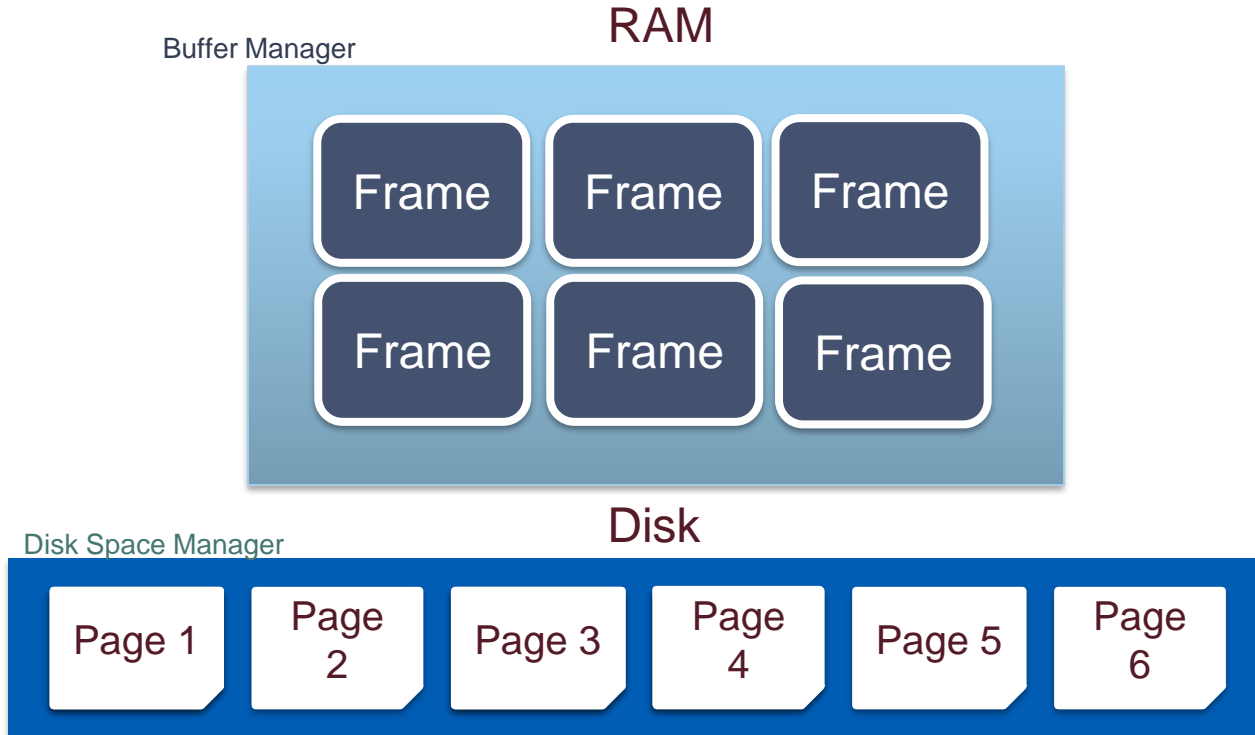 RAM
Buffer Manager
Frame
Frame
Frame
Frame
Frame
Frame
Disk
Disk Space Manager
Page 1
Page
2
Page 3
Page
4
Page 5
Page
6